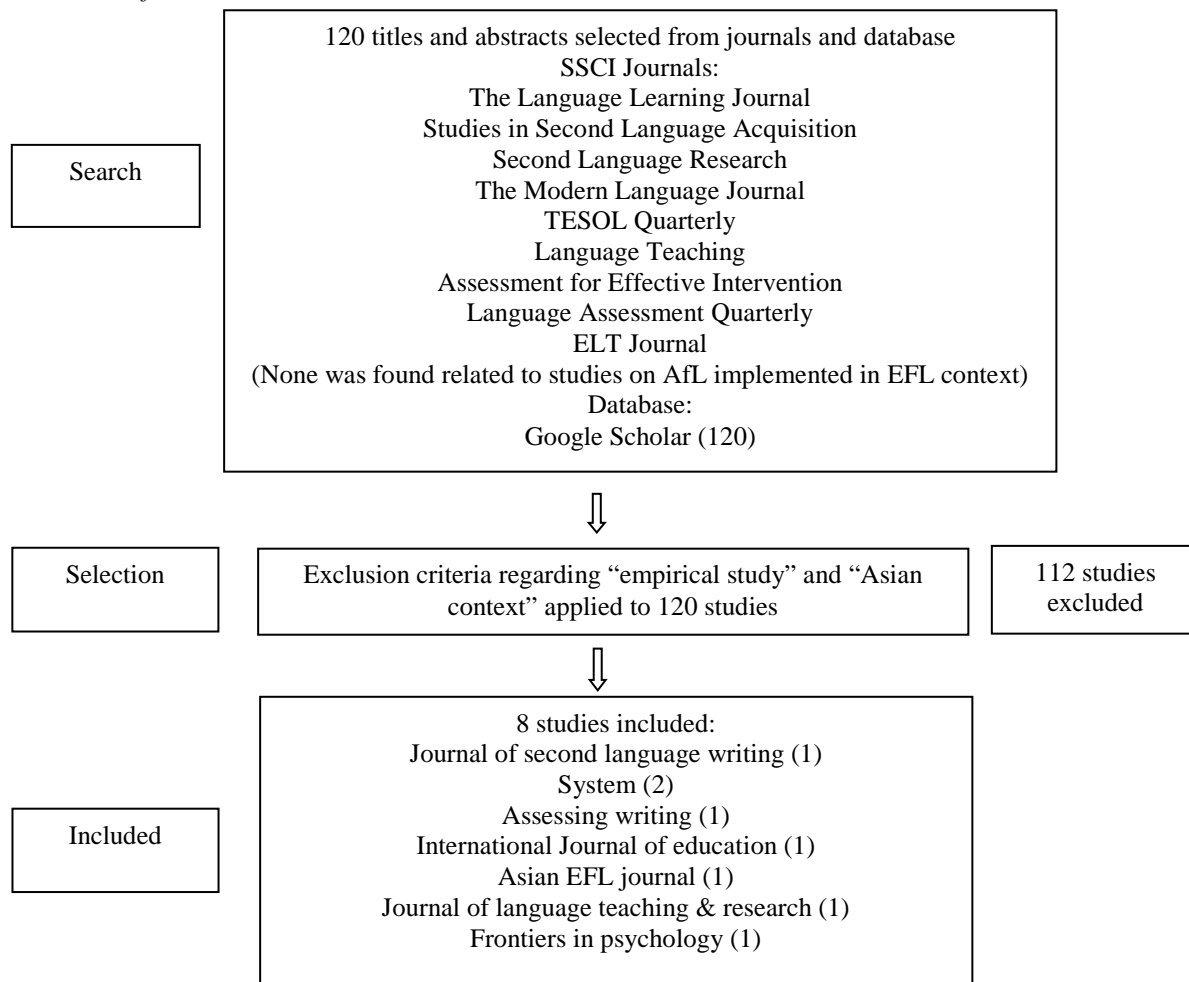 120 titles and abstracts selected from journals and database
SSCI Journals:
The Language Learning Journal
Studies in Second Language Acquisition
Search
Second Language Research
The Modern Language Journal
TESOL Quarterly
Language Teaching
Assessment for Effective Intervention
Language Assessment Quarterly
ELT Journal
(None was found related to studies on AfL implemented in EFL context)
Database:
Google Scholar (120)
Selection
Exclusion criteria regarding “empirical study” and “Asian
context” applied to 120 studies
112 studies
excluded
8 studies included:
Journal of second language writing (1)
System (2)
Included
Assessing writing (1)
International Journal of education (1)
Asian EFL journal (1)
Journal of language teaching & research (1)
Frontiers in psychology (1)